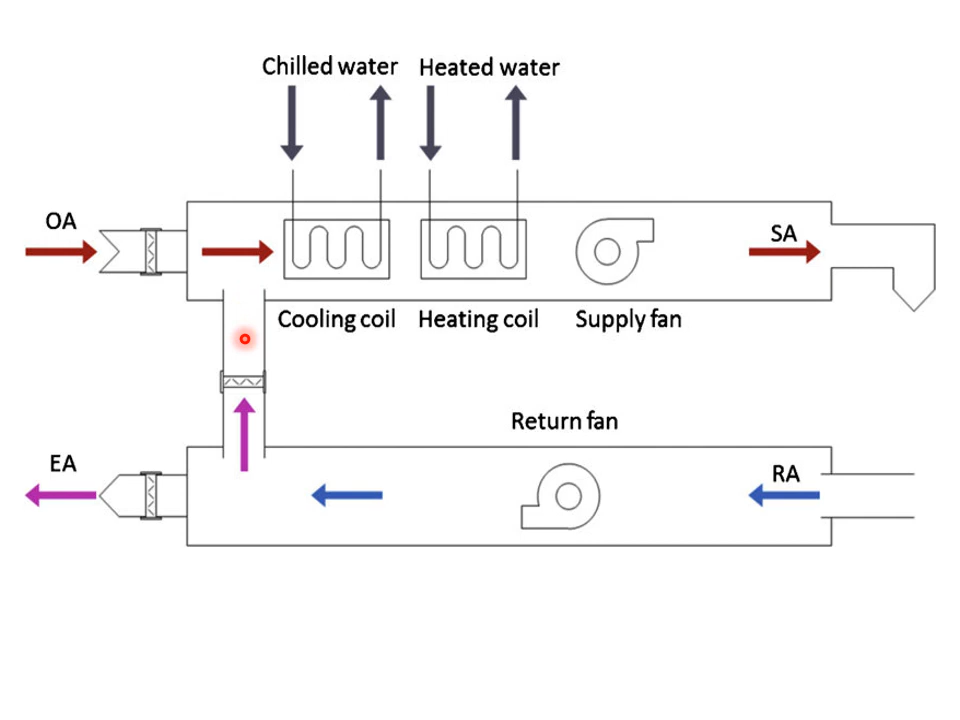 Chilled water
Heated water
OA
SA
Cooling coil
Heating coil
Supply fan
Return fan
EA
RA